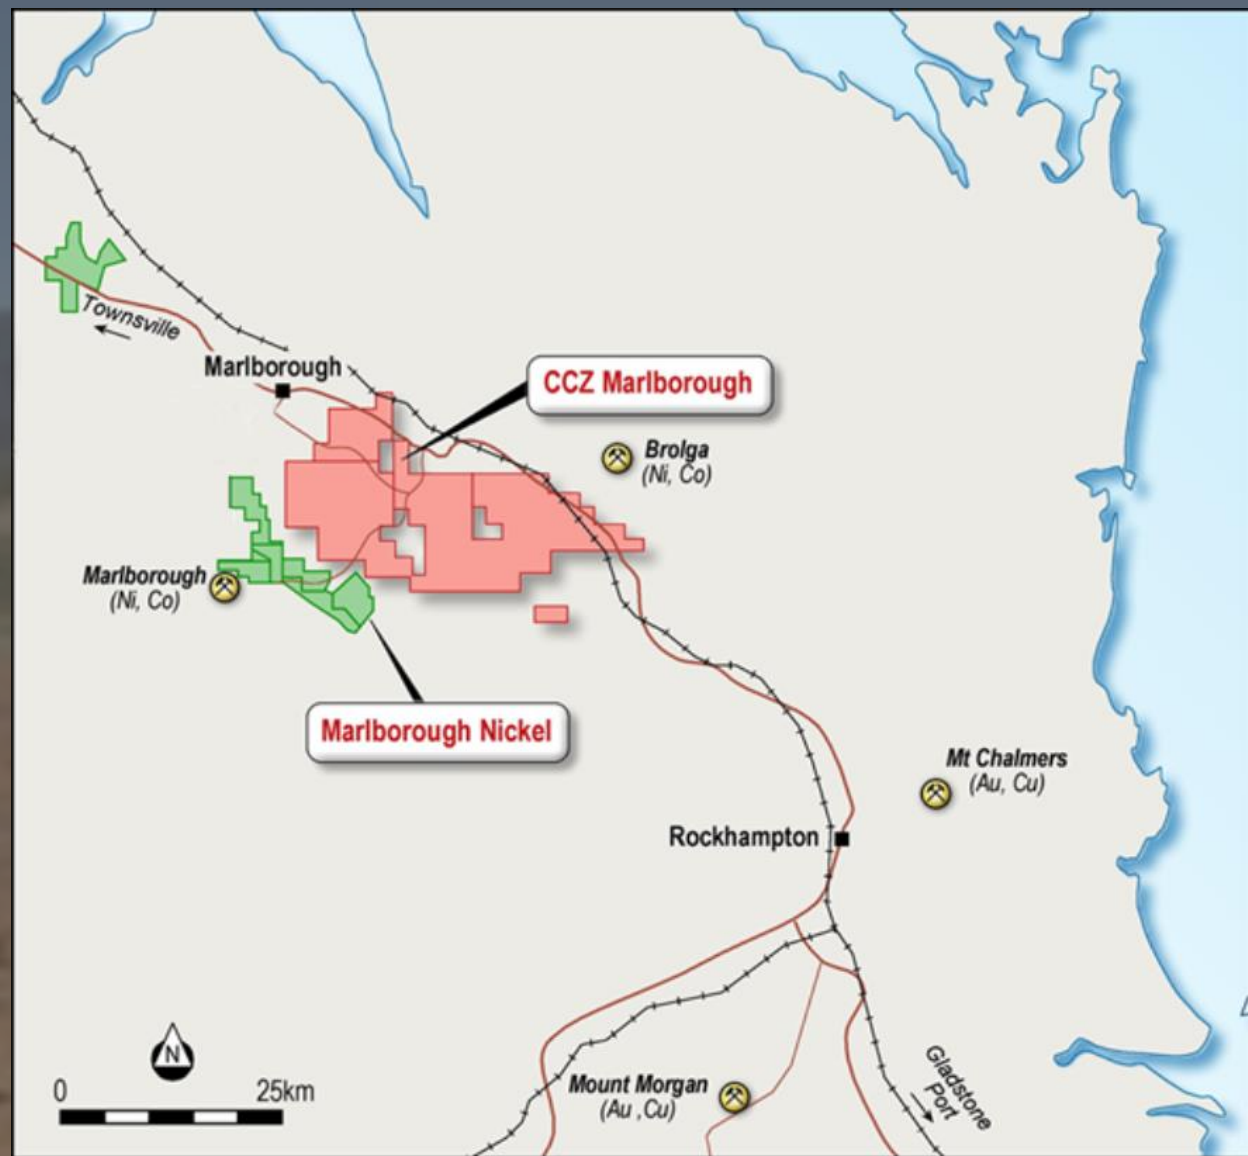 Townsville
Marlborough
CCZ Marlborough
Brolga
(Ni, Co)
Marlborough
(Ni, Co)
Marlborough Nickel
Mt Chalmers
(Au, Cu)
Rockhampton
N
0 25km
Mount Morgan
(Au ,Cu)
Gladstone
Port